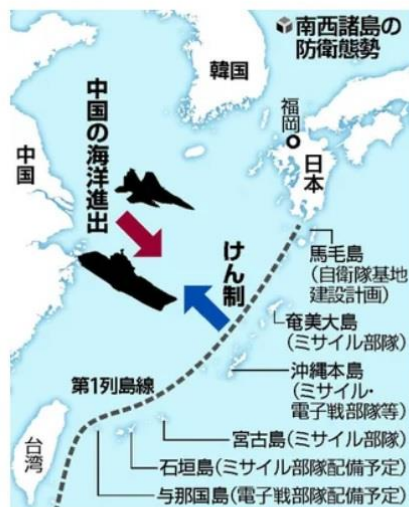 南西諸島の
防衛態勢
韓国
中国の海洋進出
福岡
日本
中国
けん制
馬毛島
(自衛隊基地
建設計画)
奄美大島
(ミサイル部隊)
沖縄本島
(ミサイル・
電子戦部隊等)
第1列島線
宮古島(ミサイル部隊)
台湾
石垣島(ミサイル部隊配備予定)
与那国島(電子戦部隊配備予定)